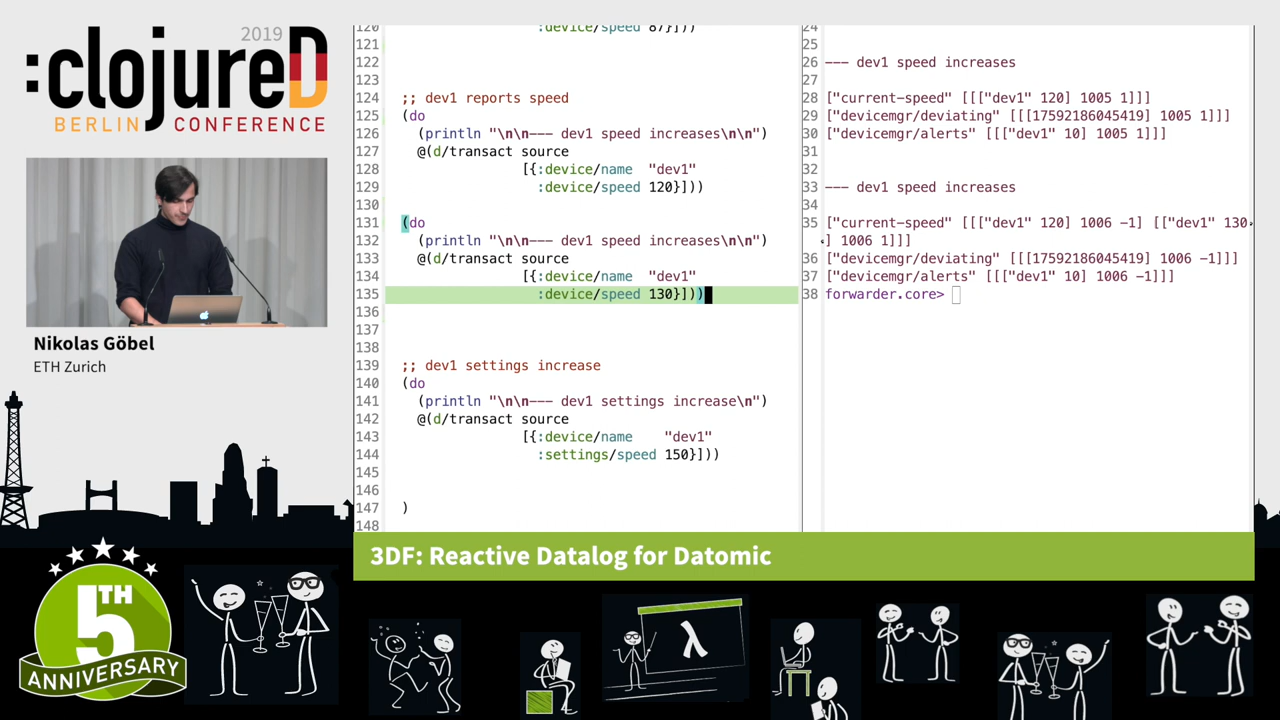 2019
:clojureD
BERLIN CONFERENCE
Nikolas Göbel
ETH Zurich
120 :device/speed 87}]))
121
122
123
124 ;; dev1 reports speed
125 (do
126 (println "\n\n--- dev1 speed increases\n\n")
127 @(d/transact source
128 [{:device/name "dev1"
129 :device/speed 120}]))
130
131 (do
132 (println "\n\n--- dev1 speed increases\n\n")
133 @(d/transact source
134 [{:device/name "dev1"
135 :device/speed 130}]))
136
137
138
139 ;; dev1 settings increase
140 (do
141 (println "\n\n--- dev1 settings increase\n")
142 @(d/transact source
143 [{:device/name "dev1"
144 :settings/speed 150}]))
145
146
147 )
148
24
25
26 --- dev1 speed increases
27
28 ["current-speed" [[["dev1" 120] 1005 1]]]
29 ["devicemgr/deviating" [[[17592186045419] 1005 1]]]
30 ["devicemgr/alerts" [[["dev1" 10] 1005 1]]]
31
32
33 --- dev1 speed increases
34
35 ["current-speed" [[["dev1" 120] 1006 -1] [["dev1" 130
] 1006 1]]]
36 ["devicemgr/deviating" [[[17592186045419] 1006 -1]]]
37 ["devicemgr/alerts" [[["dev1" 10] 1006 -1]]]
38 forwarder.core>
3DF: Reactive Datalog for Datomic
5TH
ANNIVERSARY
λ